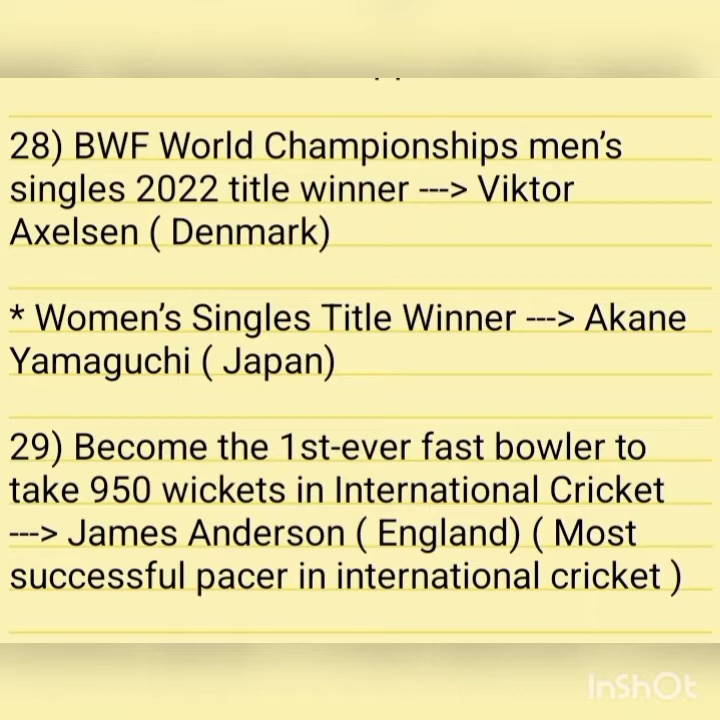 28) BWF World Championships men's
singles 2022 title winner ---> Viktor
Axelsen ( Denmark)
* Women's Singles Title Winner ---> Akane
Yamaguchi ( Japan)
29) Become the 1st-ever fast bowler to
take 950 wickets in International Cricket
---> James Anderson ( England) ( Most
successful pacer in international cricket )
InShOt